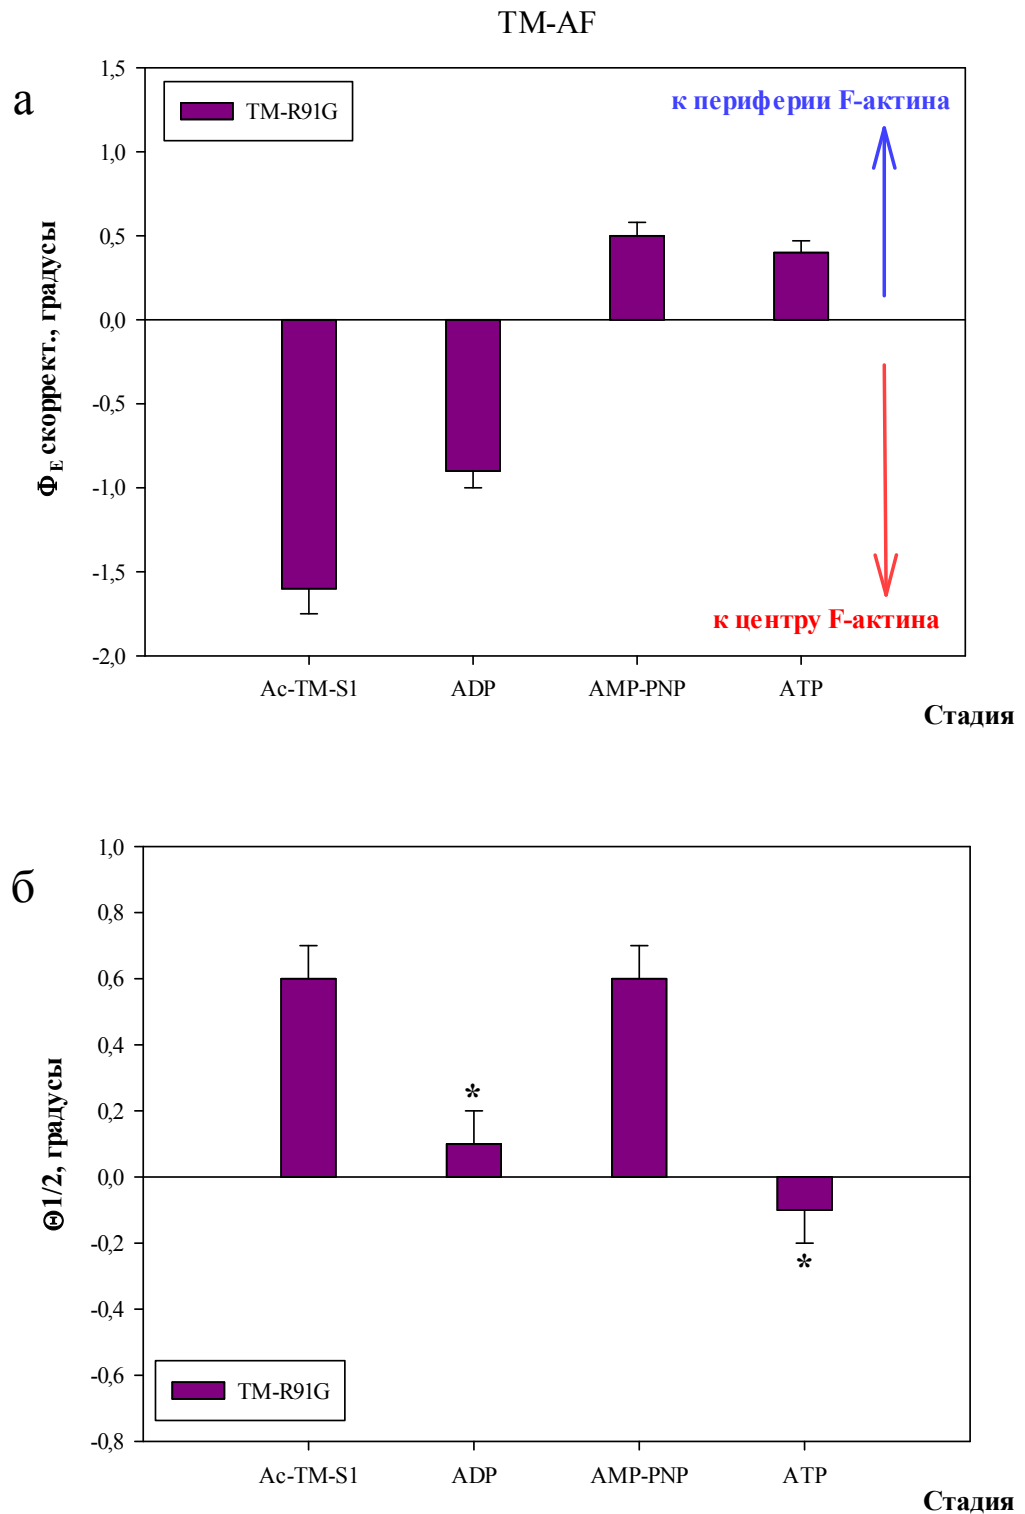 TM-AF
а
1,5
TM-R91G
к периферии F-актина
1,0
0,5
0,0
-0,5
-1,0
-1,5
-2,0
Φ_E скоррект., градусы
к центру F-актина
Ac-TM-S1 ADP AMP-PNP ATP
Стадия
б
1,0
0,8
0,6
0,4
0,2
0,0
-0,2
-0,4
-0,6
-0,8
Θ1/2, градусы
*
*
TM-R91G
Ac-TM-S1 ADP AMP-PNP ATP
Стадия